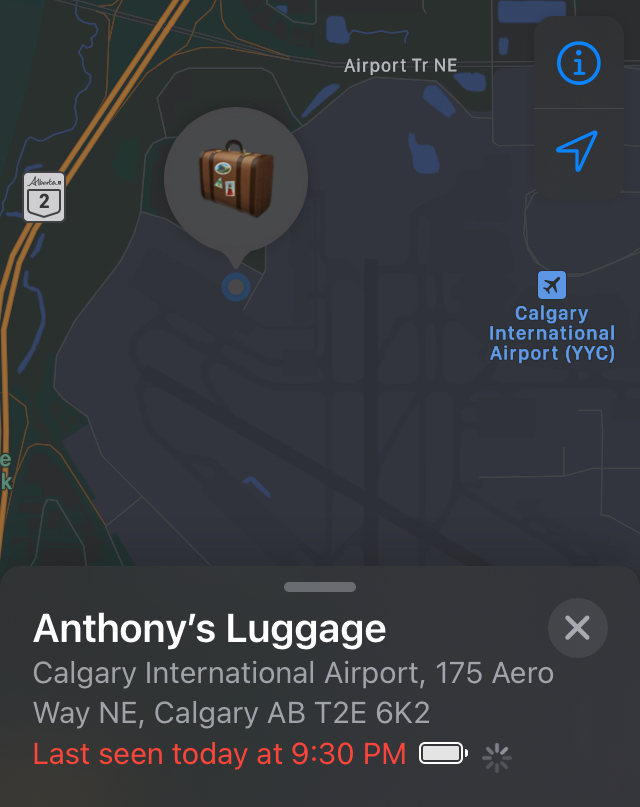 Airport Tr NE
Alberta
2
Calgary
International
Airport (YYC)
e
k
Anthony’s Luggage
Calgary International Airport, 175 Aero
Way NE, Calgary AB T2E 6K2
Last seen today at 9:30 PM